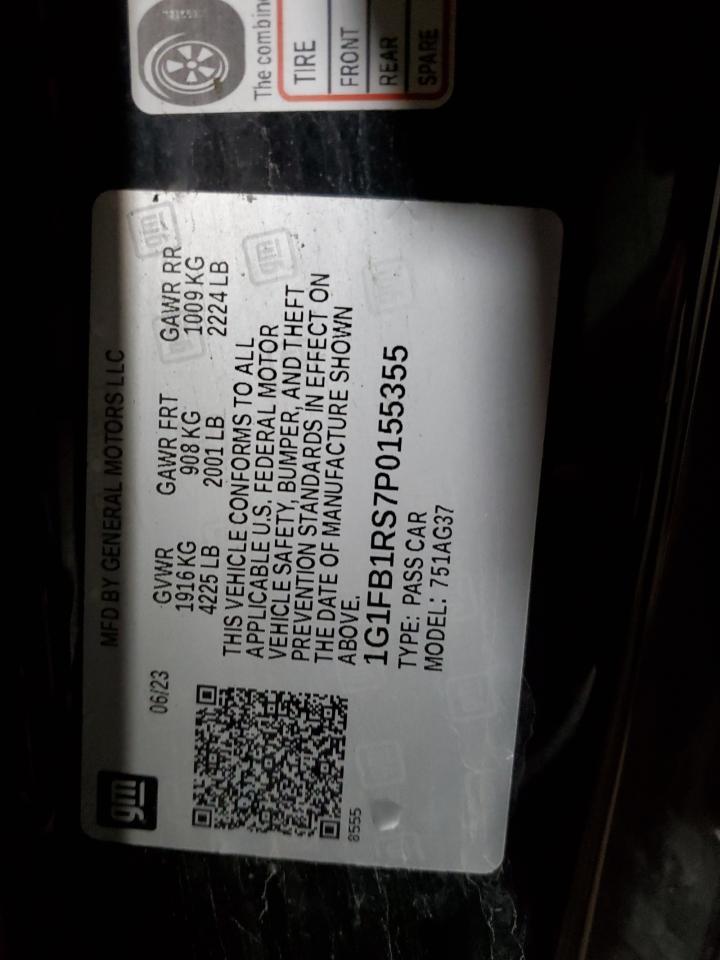 The combine
TIRE
FRONT
REAR
SPARE
gm
MFD BY GENERAL MOTORS LLC
06/23
GVWR GAWR FRT GAWR RR
1916 KG 908 KG 1009 KG
4225 LB 2001 LB 2224 LB
THIS VEHICLE CONFORMS TO ALL
APPLICABLE U.S. FEDERAL MOTOR
VEHICLE SAFETY, BUMPER, AND THEFT
PREVENTION STANDARDS IN EFFECT ON
THE DATE OF MANUFACTURE SHOWN
ABOVE.
1G1FB1RS7P0155355
TYPE: PASS CAR
MODEL: 751AG37
8555